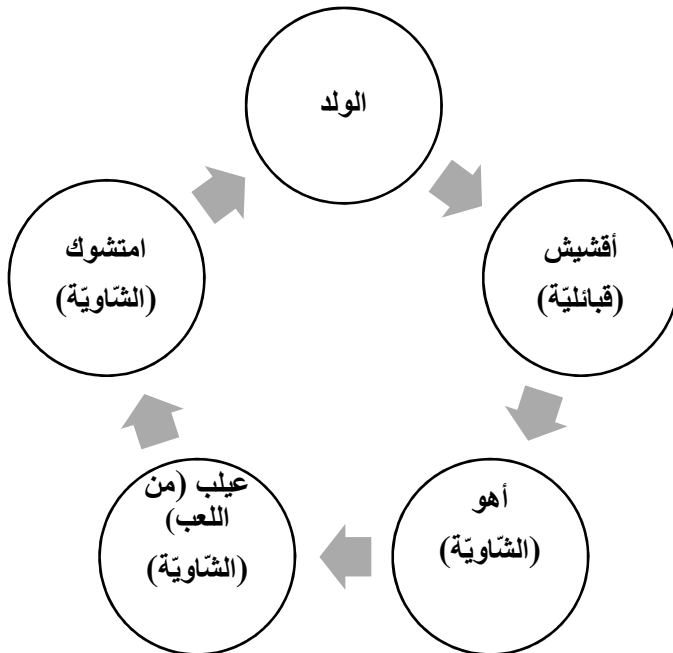 الولد
أقشيش
(قبائليّة)
أهو
(الشّاويّة)
عيلب (من
اللعب)
(الشّاويّة)
امتشوك
(الشّاويّة)